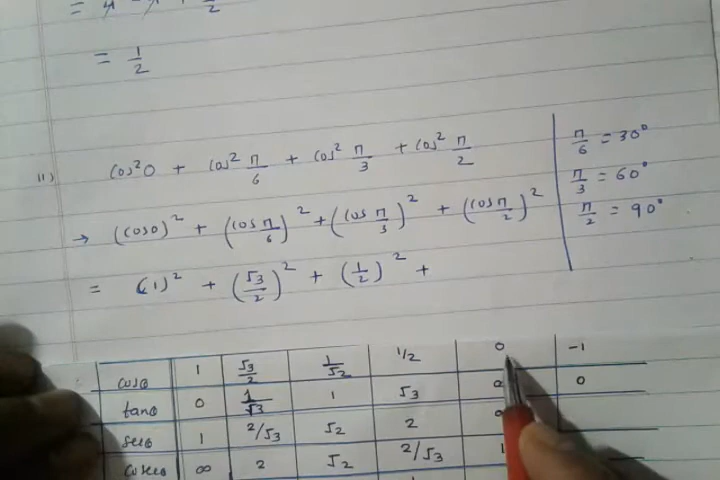 = 1/2
11) cos²0 + cos² π/6 + cos² π/3 + cos² π/2
π/6 = 30°
π/3 = 60°
π/2 = 90°
→ (cos0)² + (cos π/6)² + (cos π/3)² + (cos π/2)²
= (1)² + (√3/2)² + (1/2)² +
cosθ 1 √3/2 1/√2 1/2 0 -1
tanθ 0 1/√3 1 √3 0
secθ 1 2/√3 √2 2
cosecθ ∞ 2 √2 2/√3 1